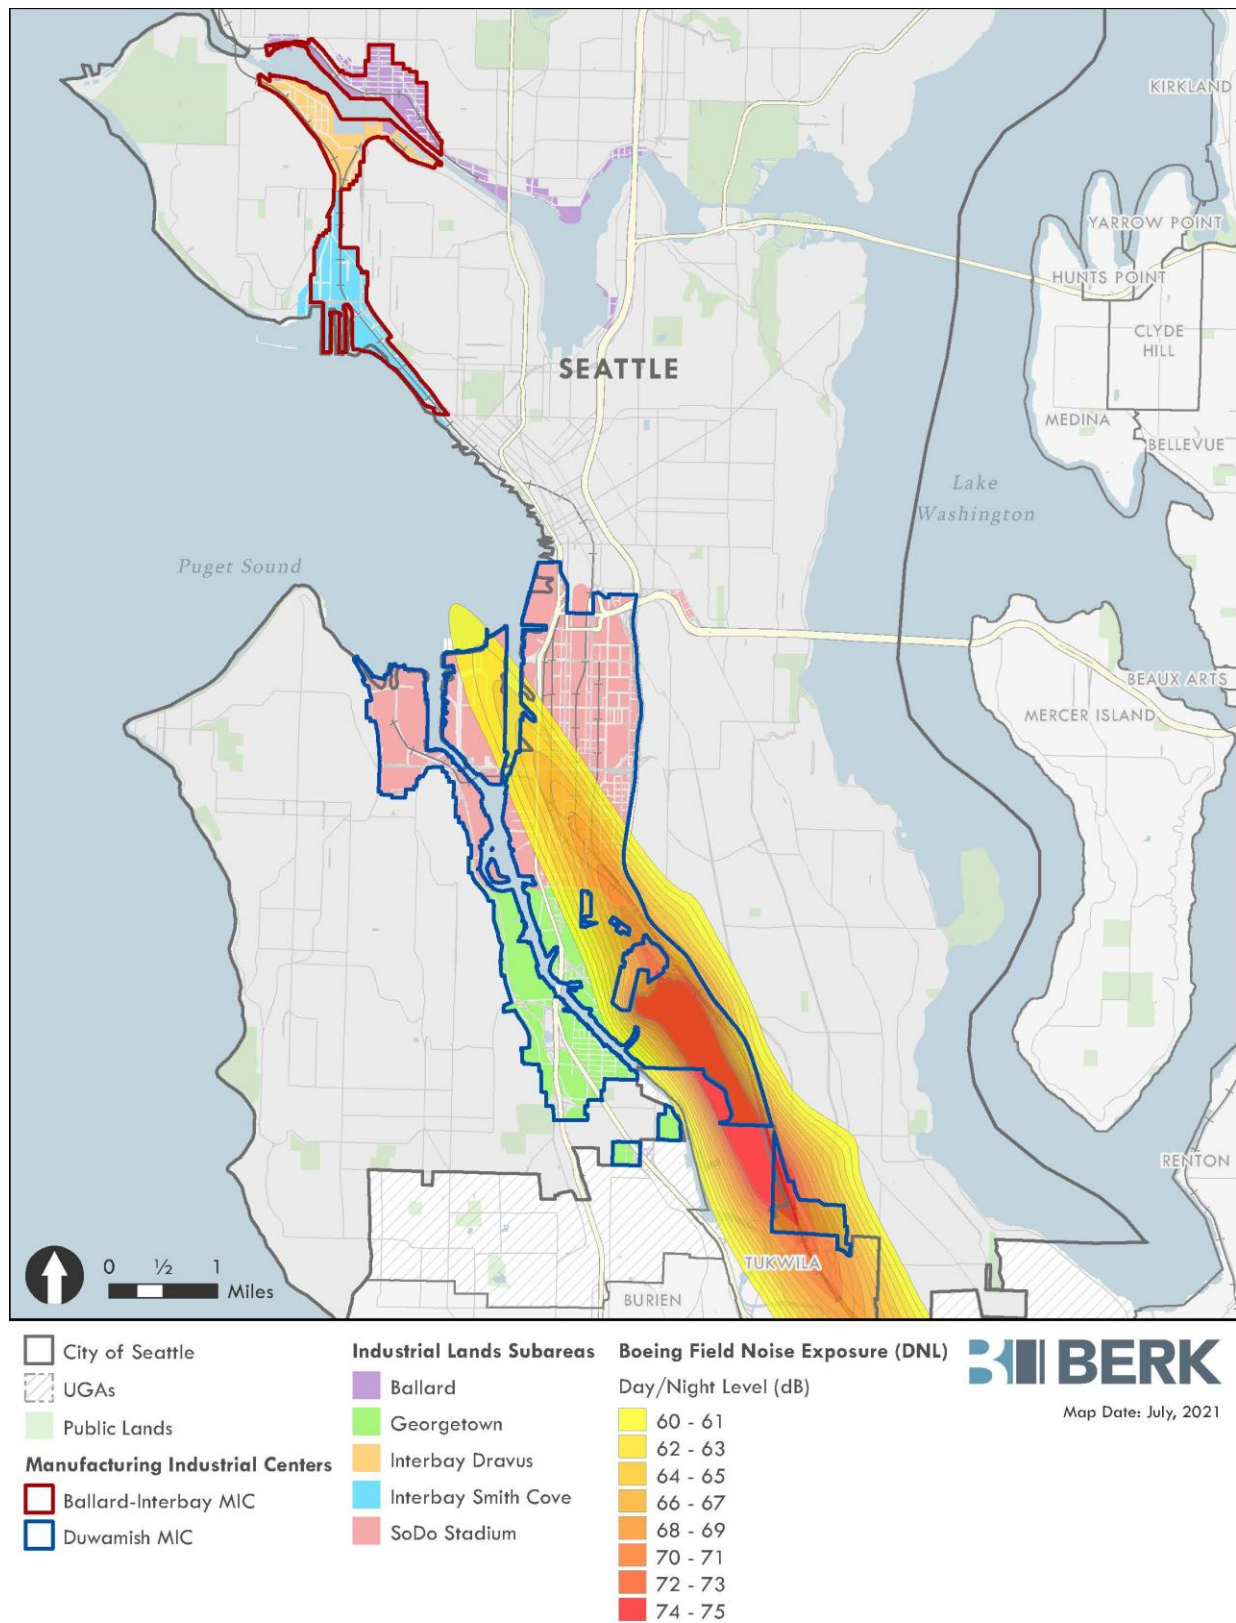 KIRKLAND
YARROW POINT
HUNTS POINT
CLYDE
HILL
SEATTLE
MEDINA
BELLEVUE
Lake
Washington
Puget Sound
BEAUX ARTS
MERCER ISLAND
RENTON
TUKWILA
BURIEN
0 ½ 1
Miles
City of Seattle
UGAs
Public Lands
Manufacturing Industrial Centers
Ballard-Interbay MIC
Duwamish MIC
Industrial Lands Subareas
Ballard
Georgetown
Interbay Dravus
Interbay Smith Cove
SoDo Stadium
Boeing Field Noise Exposure (DNL)
Day/Night Level (dB)
60 - 61
62 - 63
64 - 65
66 - 67
68 - 69
70 - 71
72 - 73
74 - 75
BERK
Map Date: July, 2021